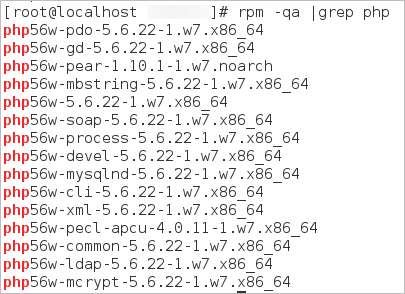 [root@localhost ]# rpm -qa |grep php
php56w-pdo-5.6.22-1.w7.x86_64
php56w-gd-5.6.22-1.w7.x86_64
php56w-pear-1.10.1-1.w7.noarch
php56w-mbstring-5.6.22-1.w7.x86_64
php56w-5.6.22-1.w7.x86_64
php56w-soap-5.6.22-1.w7.x86_64
php56w-process-5.6.22-1.w7.x86_64
php56w-devel-5.6.22-1.w7.x86_64
php56w-mysqlnd-5.6.22-1.w7.x86_64
php56w-cli-5.6.22-1.w7.x86_64
php56w-xml-5.6.22-1.w7.x86_64
php56w-pecl-apcu-4.0.11-1.w7.x86_64
php56w-common-5.6.22-1.w7.x86_64
php56w-ldap-5.6.22-1.w7.x86_64
php56w-mcrypt-5.6.22-1.w7.x86_64